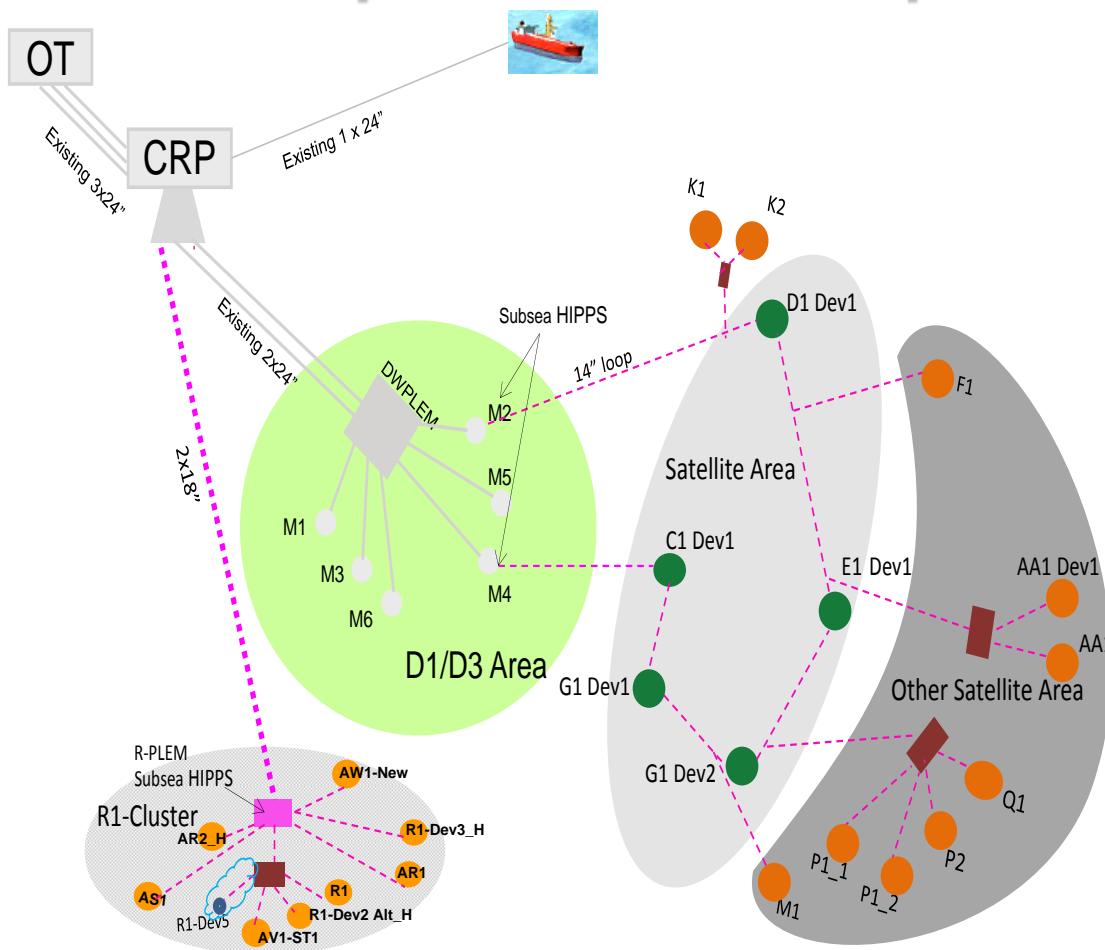 OT
CRP
Existing 3x24”
Existing 1 x 24”
K1
K2
D1 Dev1
Subsea HIPPS
Existing 2x24”
14” loop
DWPLEM
F1
M2
2x18”
Satellite Area
M5
M1
C1 Dev1
M3
E1 Dev1
AA1 Dev1
M4
M6
AA1
D1/D3 Area
G1 Dev1
Other Satellite Area
R-PLEM
Subsea HIPPS
AW1-New
G1 Dev2
Q1
R1-Cluster
AR2_H
R1-Dev3_H
P2
P1_1
AR1
P1_2
AS1
R1
M1
R1-Dev5
R1-Dev2 Alt_H
AV1-ST1